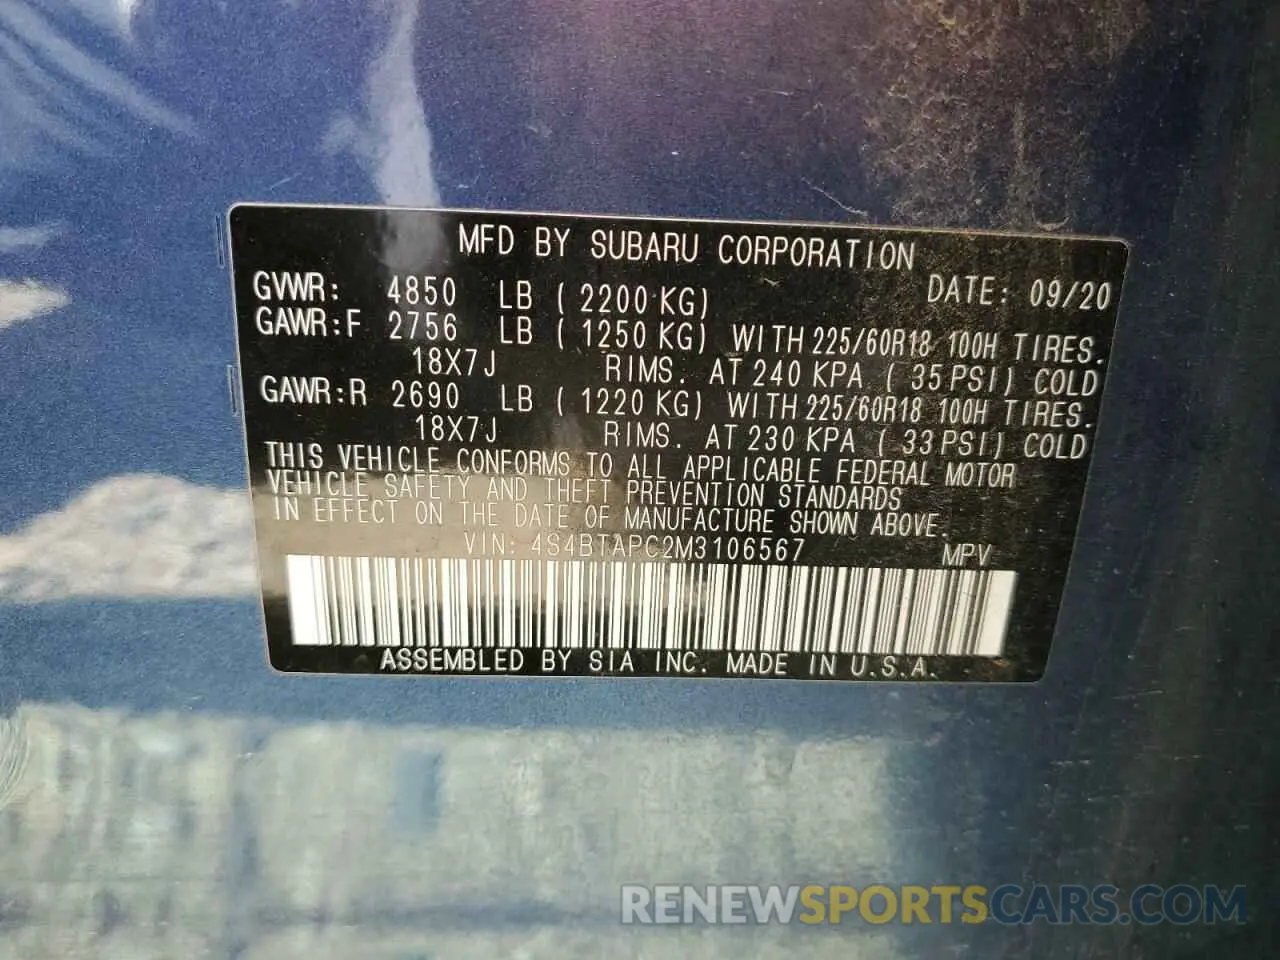 MFD BY SUBARU CORPORATION
GVWR: 4850 LB ( 2200 KG) DATE: 09/20
GAWR:F 2756 LB ( 1250 KG) WITH 225/60R18 100H TIRES.
18X7J RIMS. AT 240 KPA ( 35 PSI) COLD
GAWR:R 2690 LB ( 1220 KG) WITH 225/60R18 100H TIRES.
18X7J RIMS. AT 230 KPA ( 33 PSI) COLD
THIS VEHICLE CONFORMS TO ALL APPLICABLE FEDERAL MOTOR
VEHICLE SAFETY AND THEFT PREVENTION STANDARDS
IN EFFECT ON THE DATE OF MANUFACTURE SHOWN ABOVE.
VIN: 4S4BTAPC2M3106567 MPV
ASSEMBLED BY SIA INC. MADE IN U.S.A.
RENEWSPORTSCARS.COM